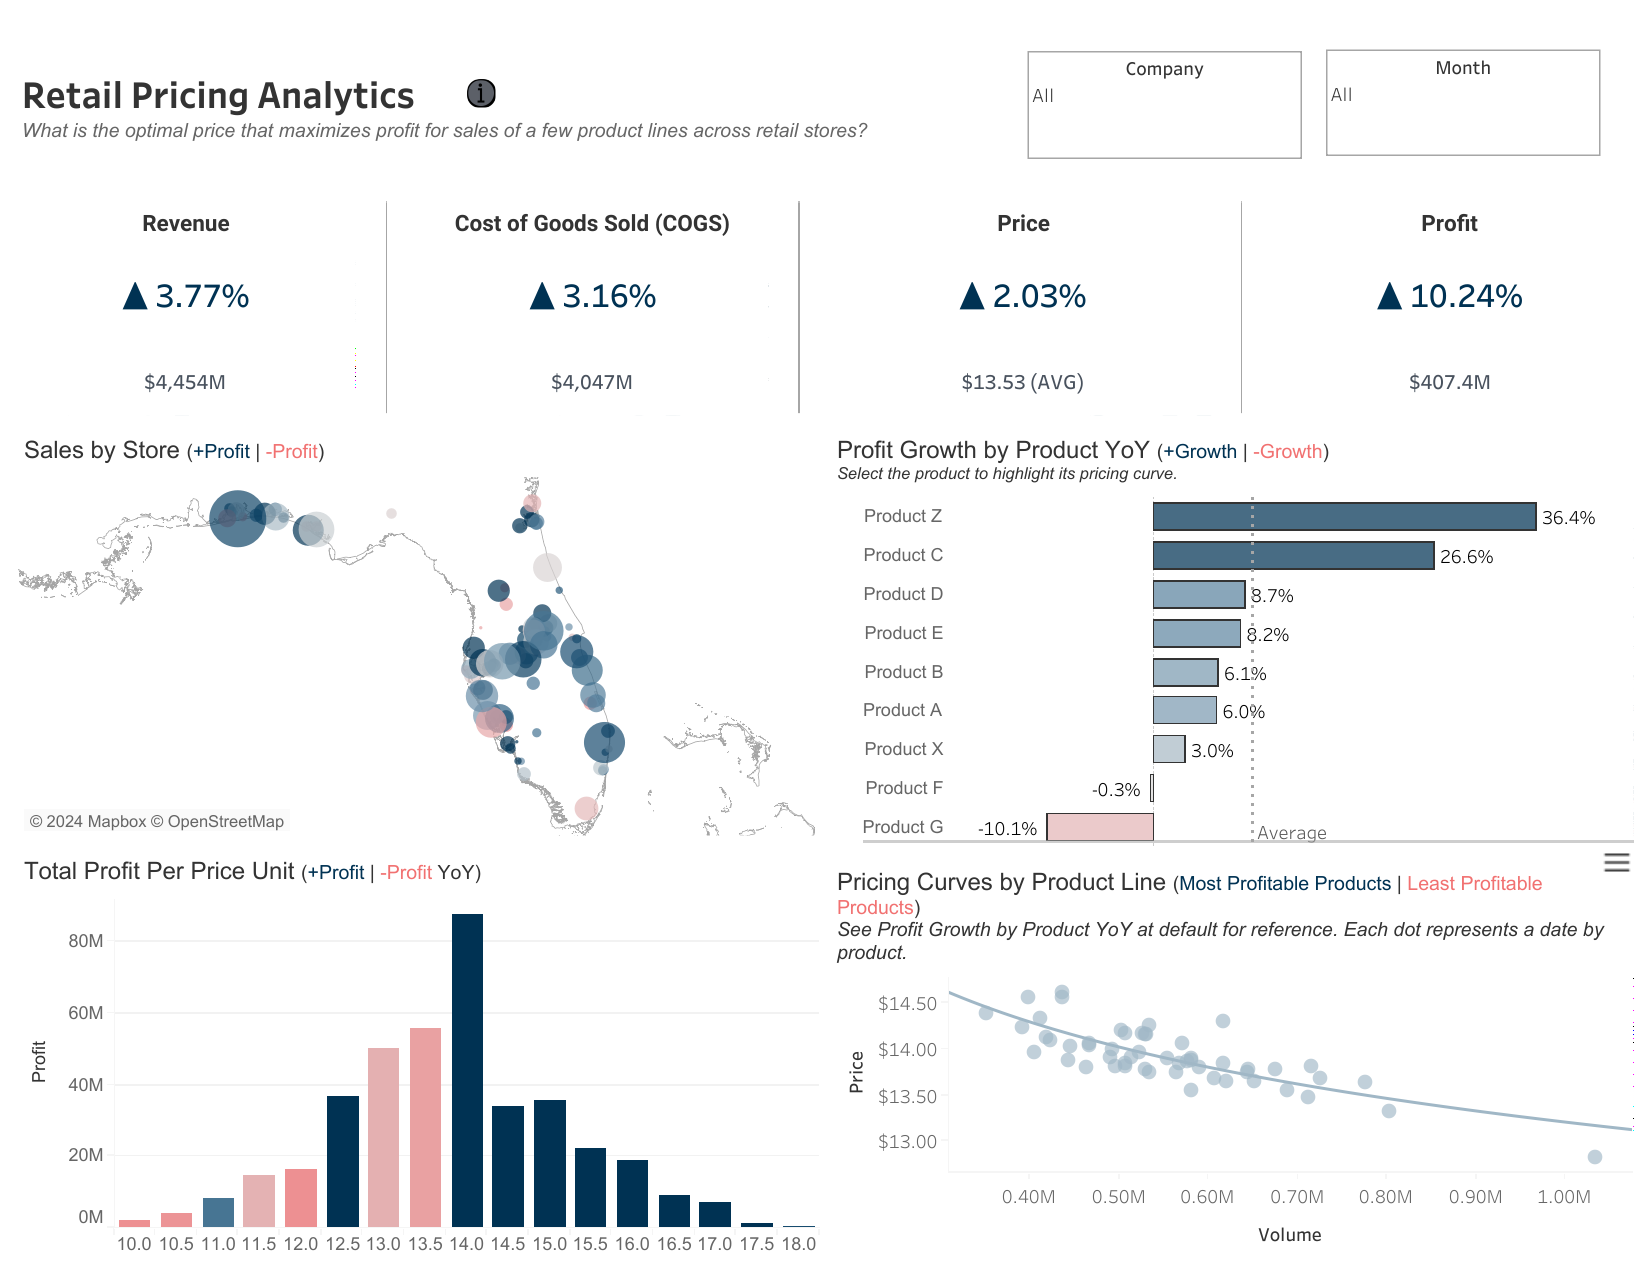 Retail Pricing Analytics
i
What is the optimal price that maximizes profit for sales of a few product lines across retail stores?
Company
All
Month
All
Revenue
▲ 3.77%
$4,454M
Cost of Goods Sold (COGS)
▲ 3.16%
$4,047M
Price
▲ 2.03%
$13.53 (AVG)
Profit
▲ 10.24%
$407.4M
Sales by Store (+Profit | -Profit)
© 2024 Mapbox © OpenStreetMap
Profit Growth by Product YoY (+Growth | -Growth)
Select the product to highlight its pricing curve.
Product Z 36.4%
Product C 26.6%
Product D 8.7%
Product E 8.2%
Product B 6.1%
Product A 6.0%
Product X 3.0%
Product F -0.3%
Product G -10.1%
Average
Total Profit Per Price Unit (+Profit | -Profit YoY)
Profit
80M
60M
40M
20M
0M
10.0 10.5 11.0 11.5 12.0 12.5 13.0 13.5 14.0 14.5 15.0 15.5 16.0 16.5 17.0 17.5 18.0
Pricing Curves by Product Line (Most Profitable Products | Least Profitable
Products)
See Profit Growth by Product YoY at default for reference. Each dot represents a date by
product.
Price
$14.50
$14.00
$13.50
$13.00
0.40M 0.50M 0.60M 0.70M 0.80M 0.90M 1.00M
Volume